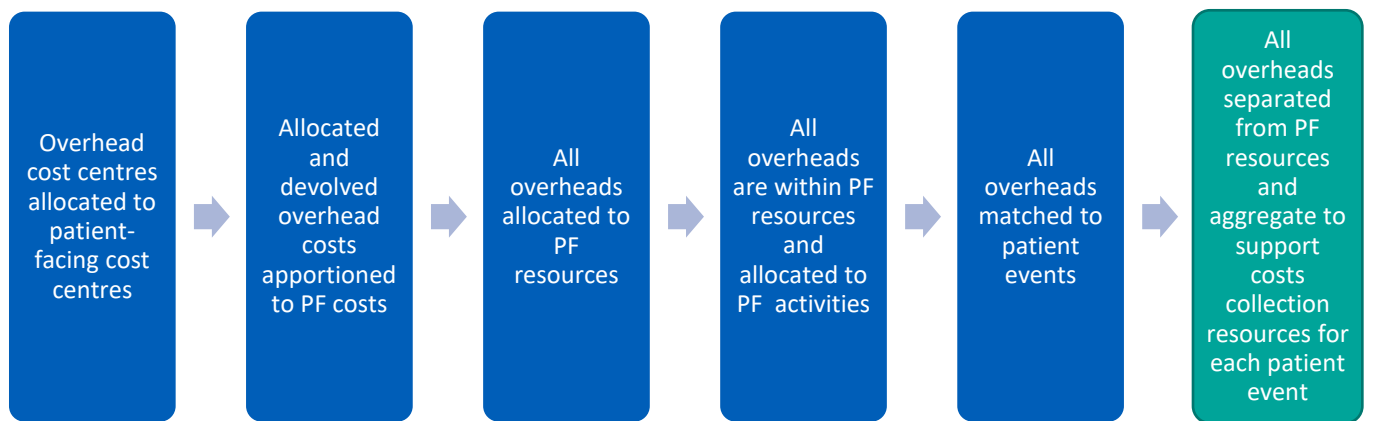 Overhead
cost centres
allocated to
patient-
facing cost
centres
Allocated
and
devolved
overhead
costs
apportioned
to PF costs
All
overheads
allocated to
PF
resources
All
overheads
are within PF
resources
and
allocated to
PF activities
All
overheads
matched to
patient
events
All
overheads
separated
from PF
resources
and
aggregate to
support
costs
collection
resources for
each patient
event